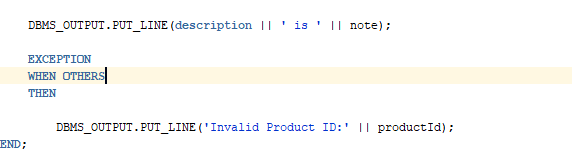 DBMS_OUTPUT.PUT_LINE(description || ' is ' || note);
EXCEPTION
WHEN OTHERS
THEN
DBMS_OUTPUT.PUT_LINE('Invalid Product ID:' || productId);
END;